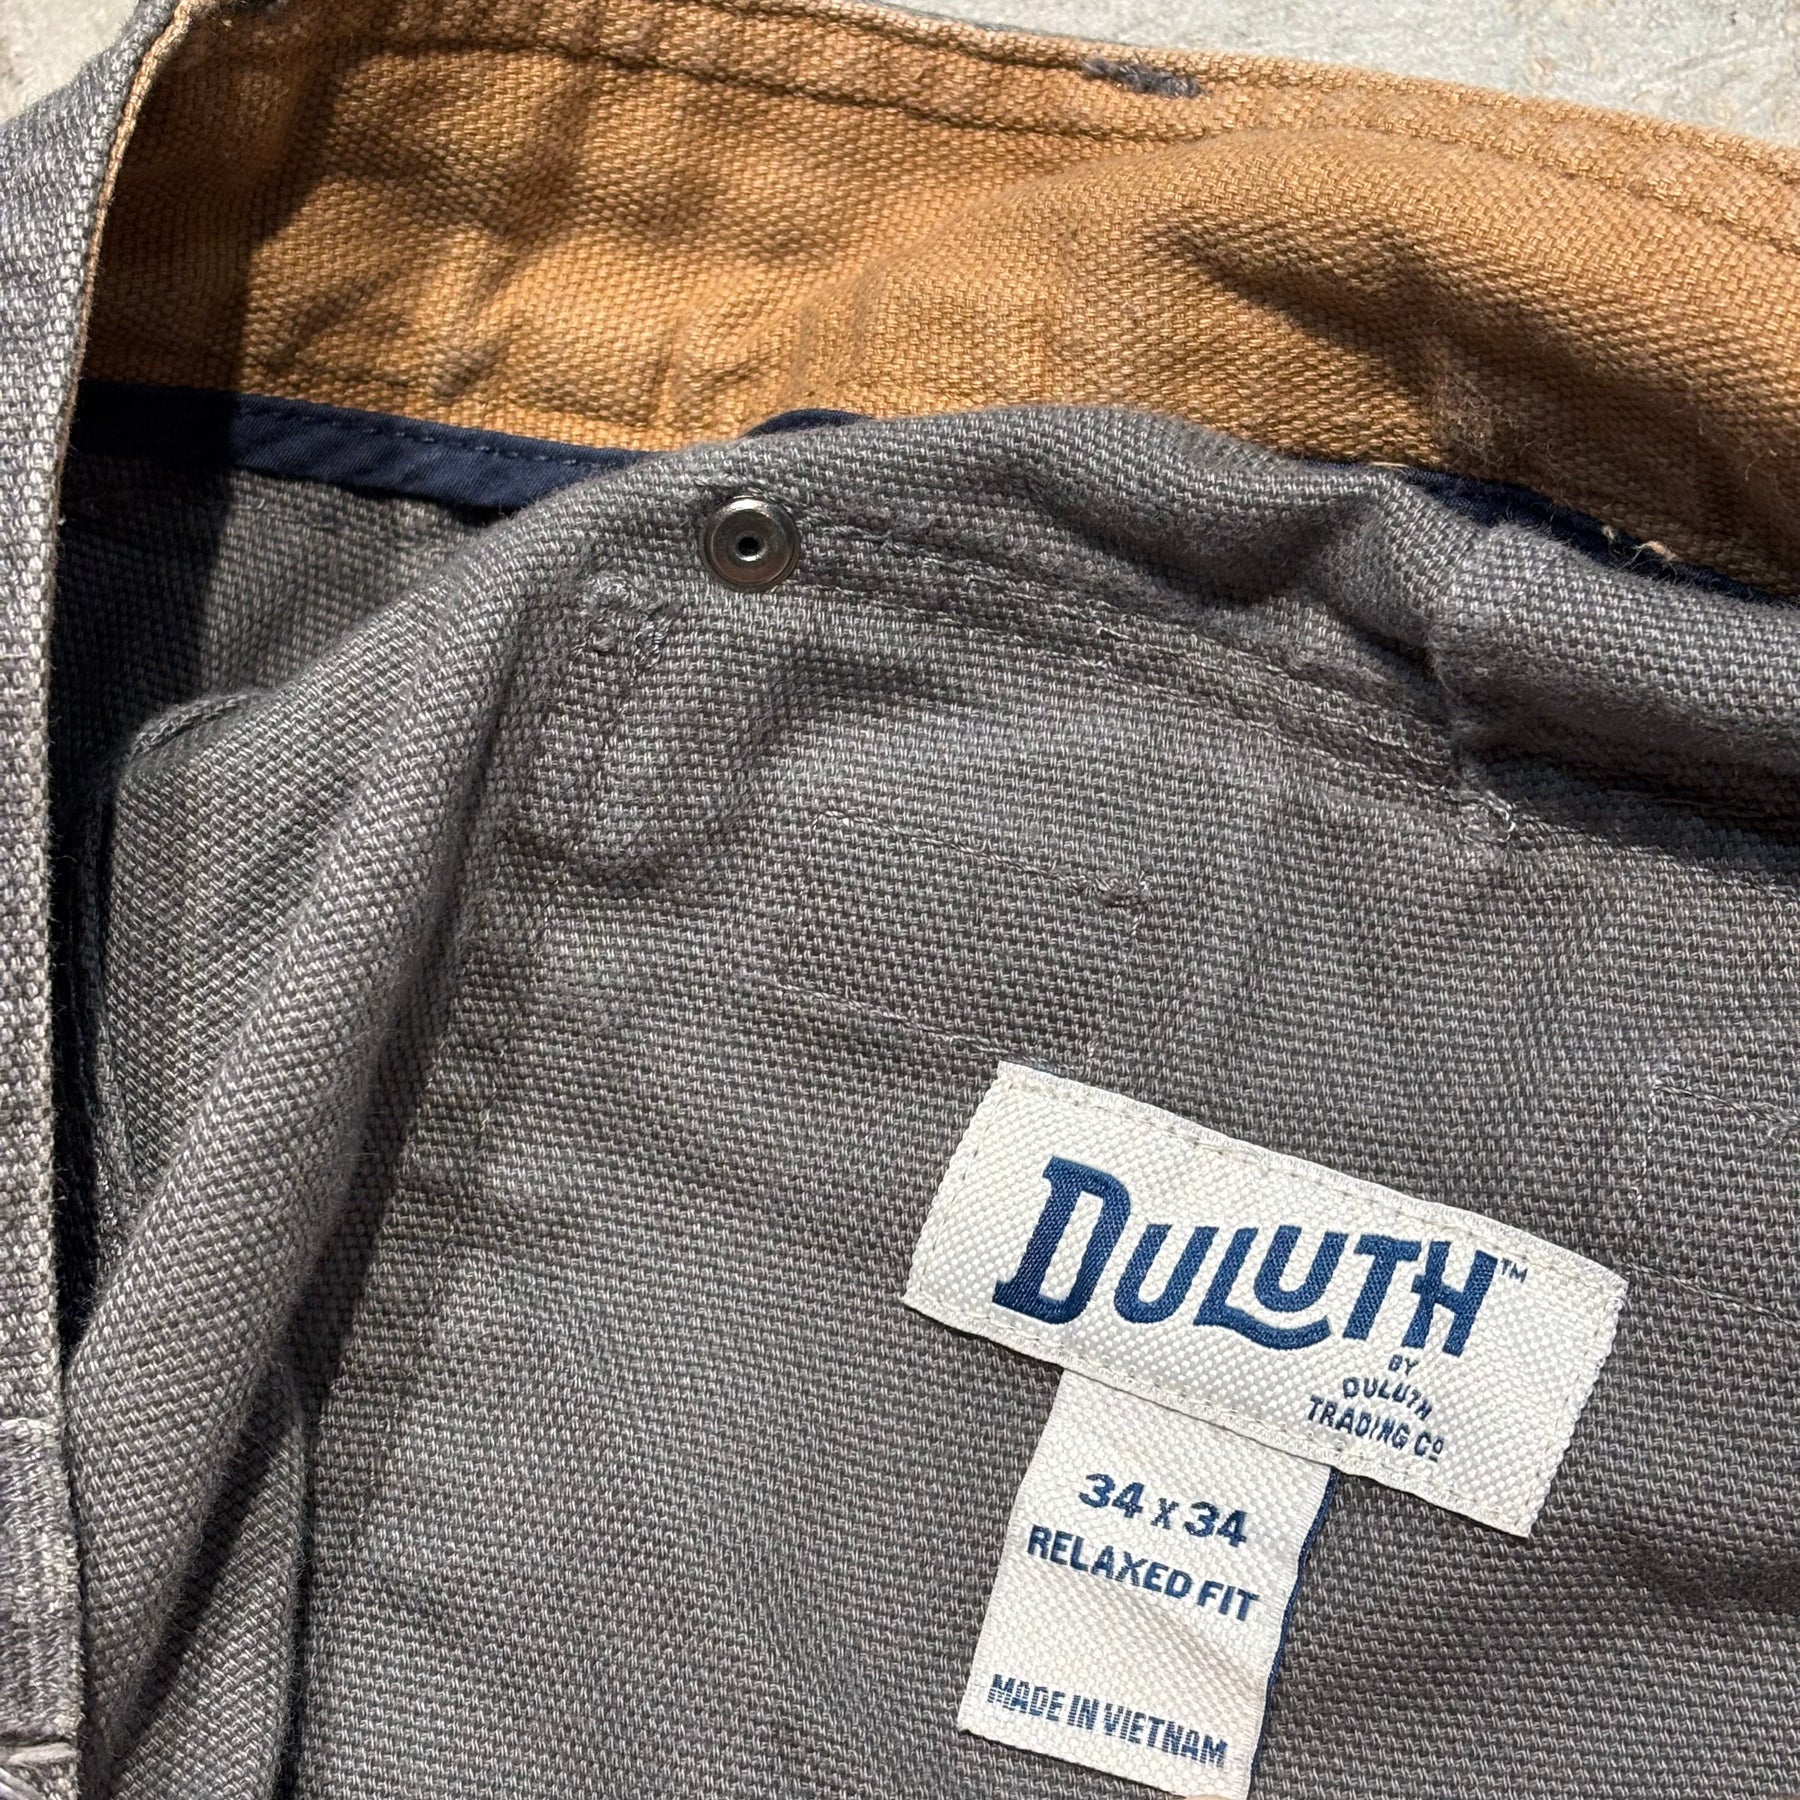 DULUTH™
BY
DULUTH
TRADING CO
34 x 34
RELAXED FIT
MADE IN VIETNAM